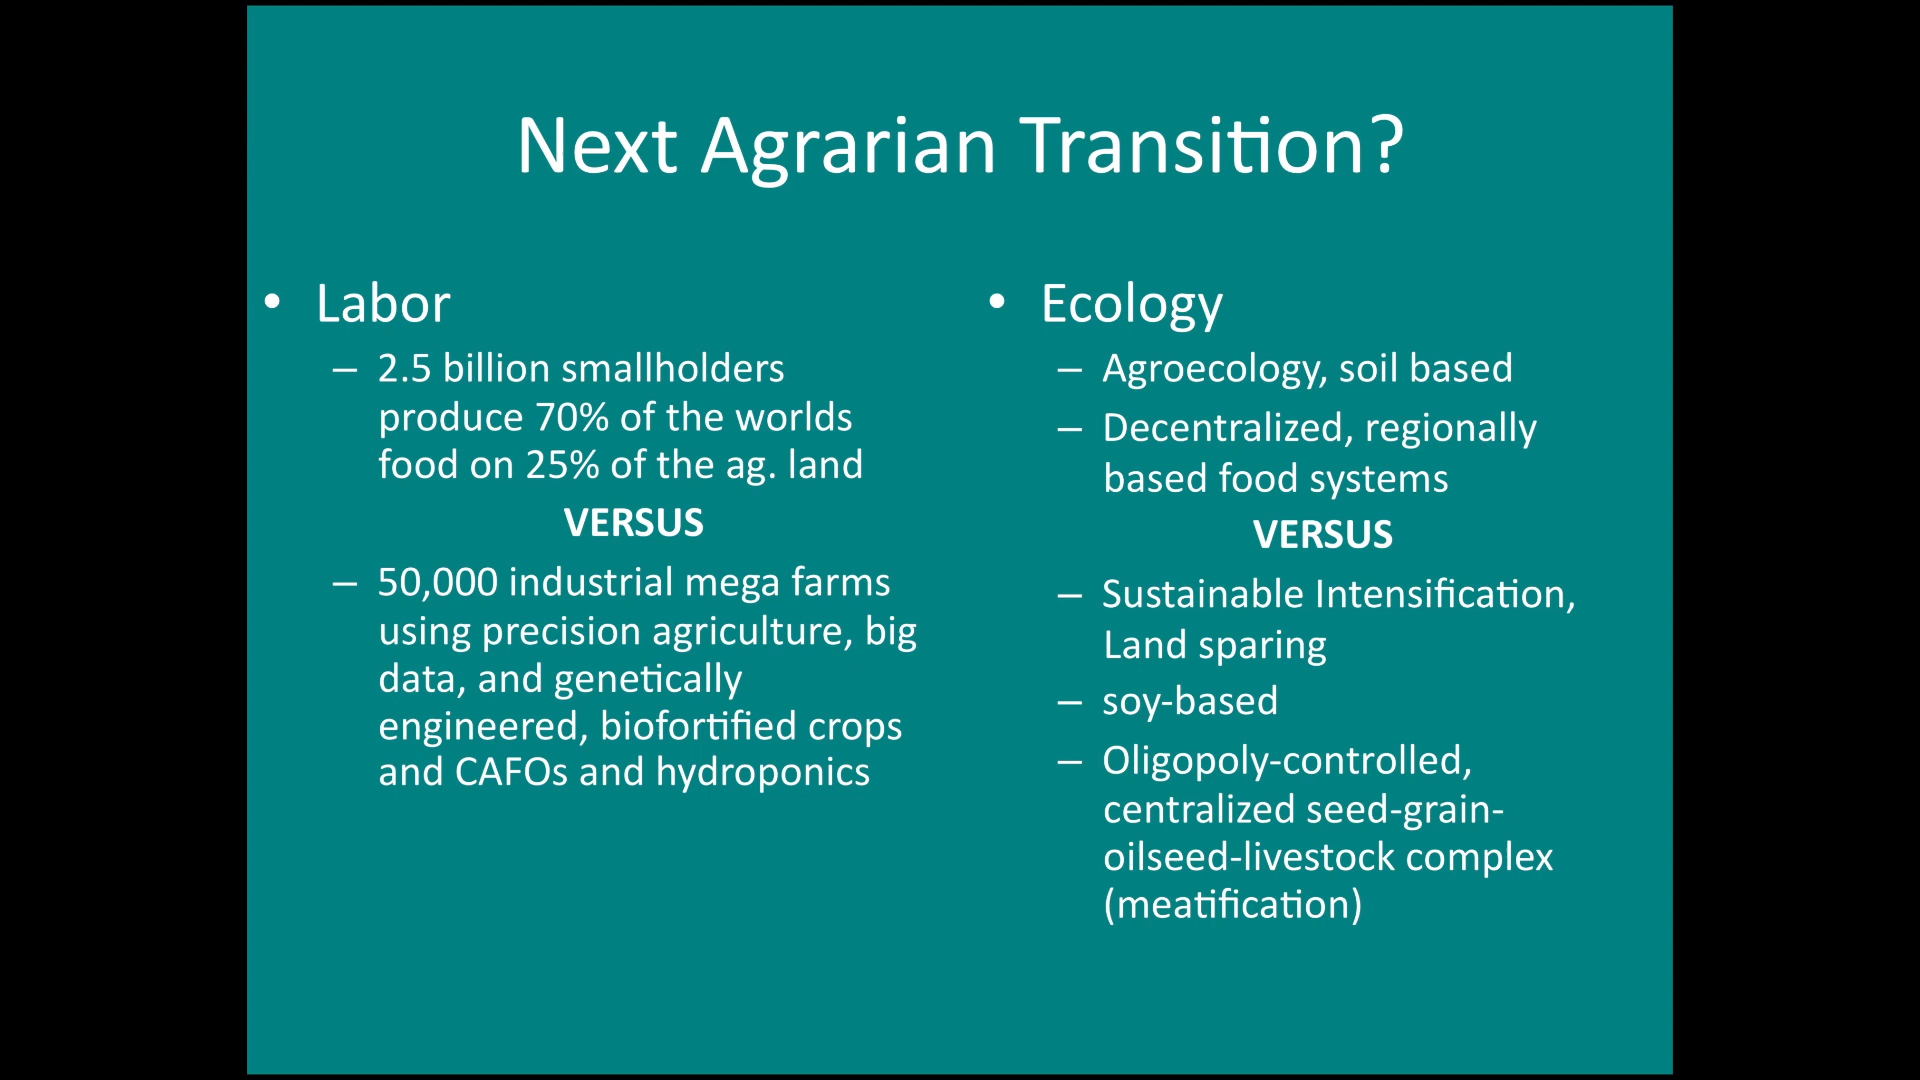 Next Agrarian Transition?
• Labor
– 2.5 billion smallholders
produce 70% of the worlds
food on 25% of the ag. land
VERSUS
– 50,000 industrial mega farms
using precision agriculture, big
data, and genetically
engineered, biofortified crops
and CAFOs and hydroponics
• Ecology
– Agroecology, soil based
– Decentralized, regionally
based food systems
VERSUS
– Sustainable Intensification,
Land sparing
– soy-based
– Oligopoly-controlled,
centralized seed-grain-
oilseed-livestock complex
(meatification)